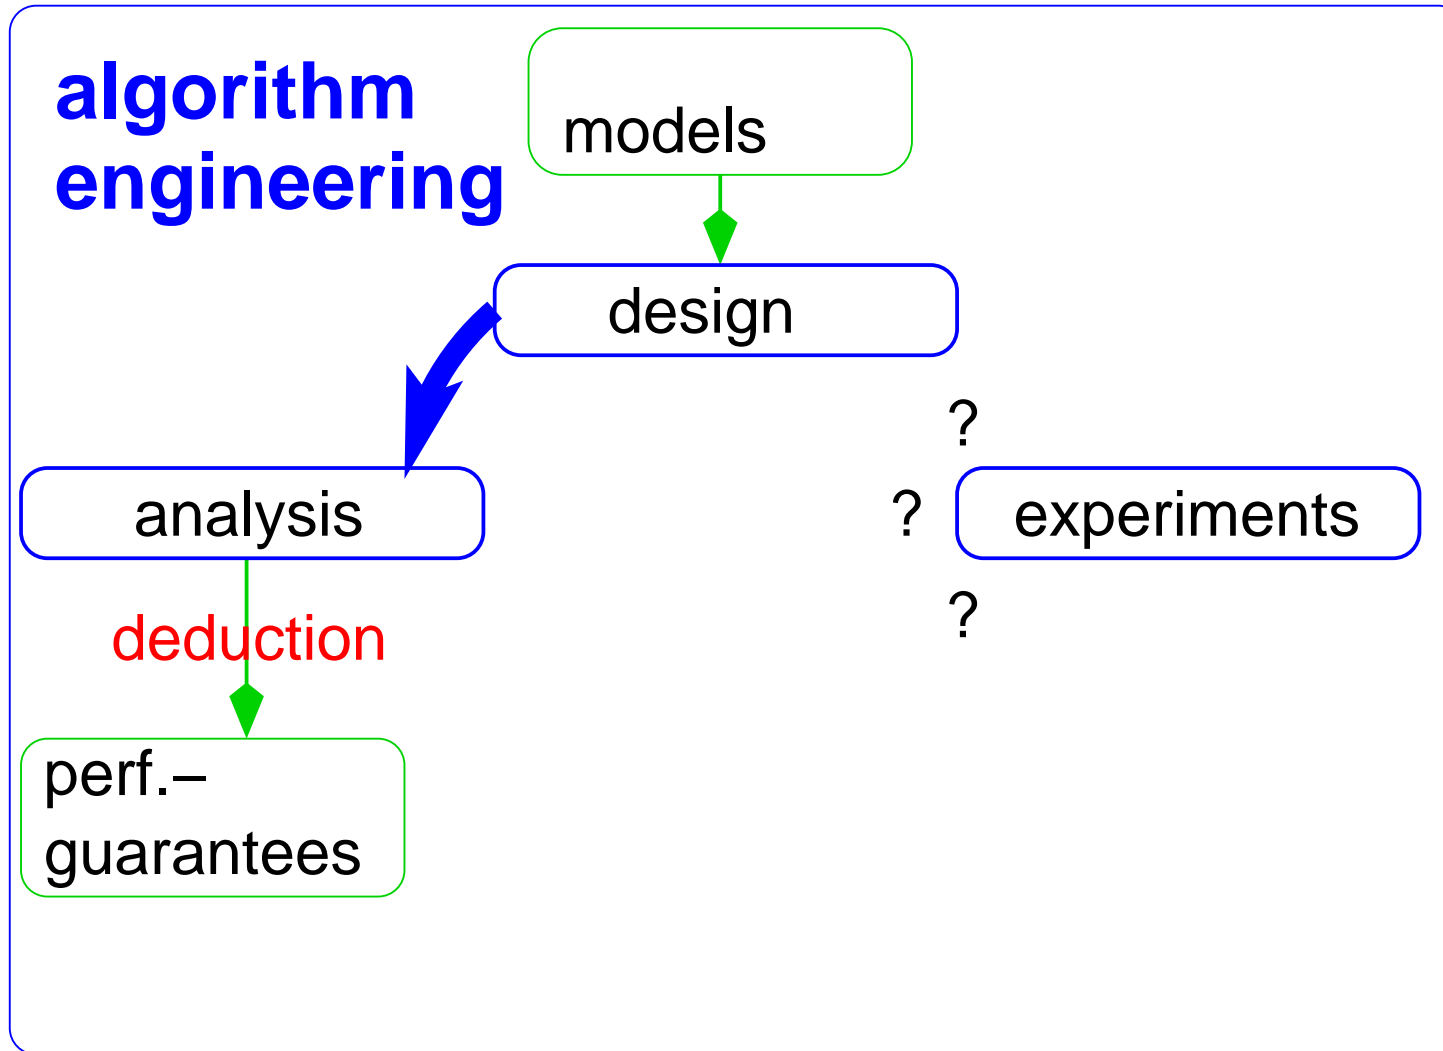 algorithm
engineering
models
design
?
analysis
?
experiments
deduction
?
perf.–
guarantees